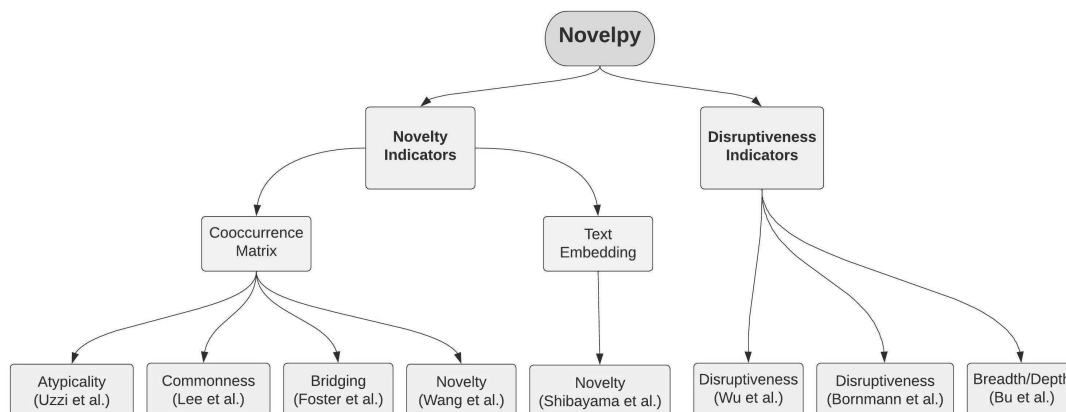 Novelpy
Novelty
Indicators
Disruptiveness
Indicators
Cooccurrence
Matrix
Text
Embedding
Atypicality
(Uzzi et al.)
Commonness
(Lee et al.)
Bridging
(Foster et al.)
Novelty
(Wang et al.)
Novelty
(Shibayama et al.)
Disruptiveness
(Wu et al.)
Disruptiveness
(Bornmann et al.)
Breadth/Depth
(Bu et al.)